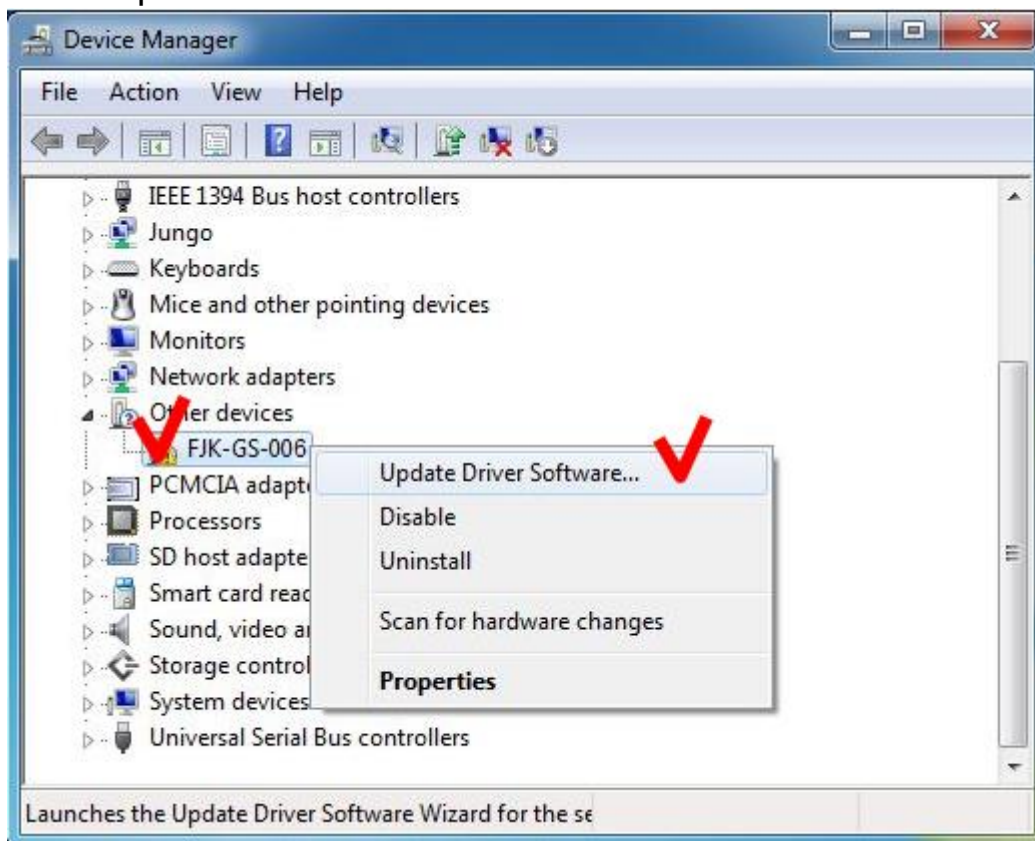 Device Manager
File Action View Help
IEEE 1394 Bus host controllers
Jungo
Keyboards
Mice and other pointing devices
Monitors
Network adapters
Other devices
FJK-GS-006
Update Driver Software...
PCMCIA adapte
Disable
Processors
Uninstall
SD host adapte
Smart card read
Scan for hardware changes
Sound, video a
Storage control
Properties
System devices
Universal Serial Bus controllers
Launches the Update Driver Software Wizard for the se